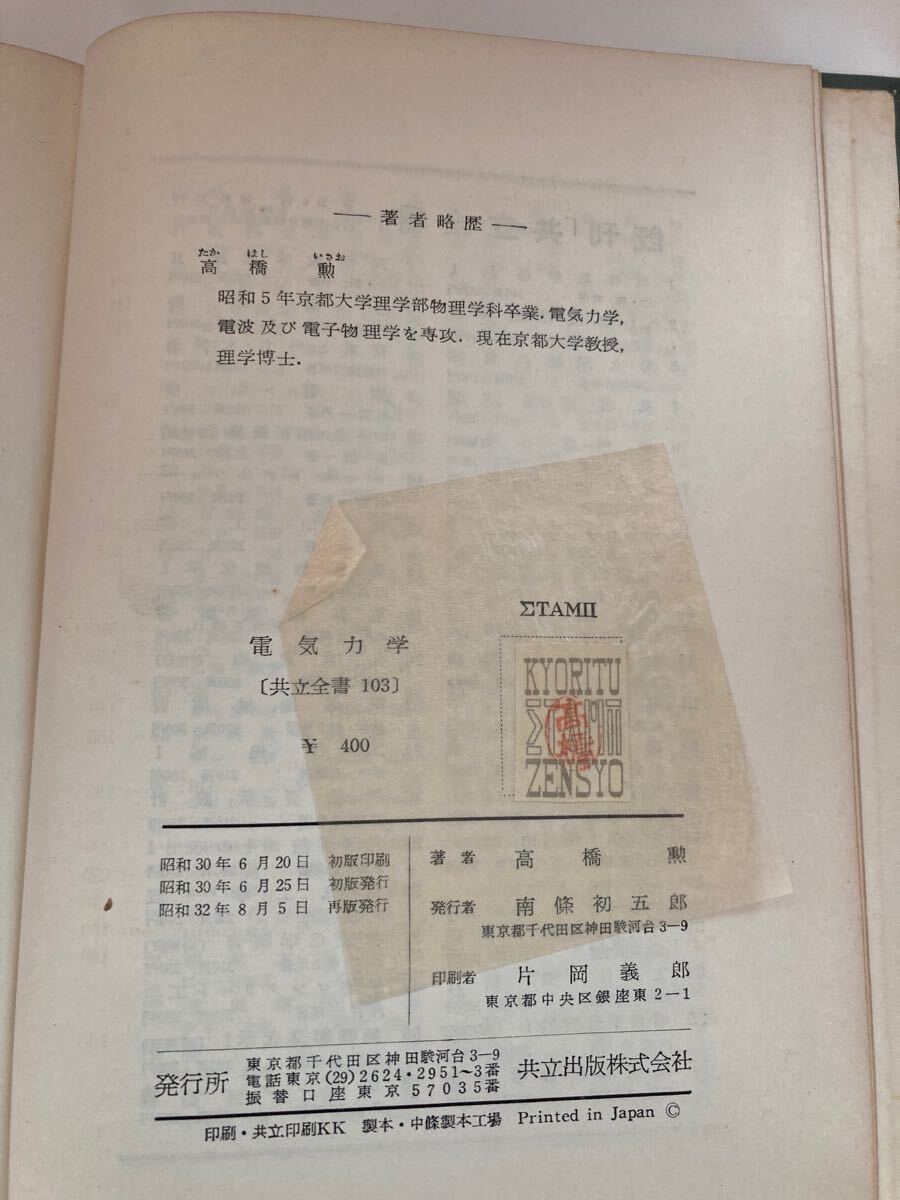 著者略歴
たか はし いさお
高橋 勲
昭和5年京都大学理学部物理学科卒業．電気力学，
電波及び電子物理学を専攻．現在京都大学教授，
理学博士．
ΣTAMΠ
電気力学
〔共立全書 103〕
¥ 400
KYORITU
ΣTAMΠ
ZENSYO
昭和30年6月20日 初版印刷
昭和30年6月25日 初版発行
昭和32年8月5日 再版発行
著者 高橋勲
発行者 南條初五郎
東京都千代田区神田駿河台3-9
印刷者 片岡義郎
東京都中央区銀座東2-1
発行所
東京都千代田区神田駿河台3-9
電話東京(29)2624・2951〜3番
振替口座東京57035番
共立出版株式会社
印刷・共立印刷KK 製本・中條製本工場 Printed in Japan ©